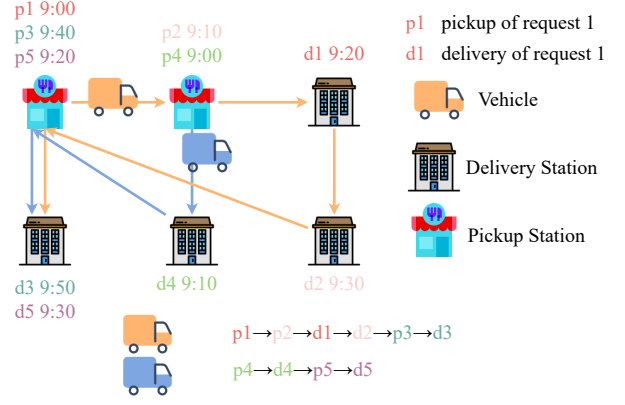 p1 9:00
p3 9:40
p5 9:20
p2 9:10
p4 9:00
d1 9:20
p1 pickup of request 1
d1 delivery of request 1
Vehicle
Delivery Station
Pickup Station
d3 9:50
d5 9:30
d4 9:10
d2 9:30
p1→p2→d1→d2→p3→d3
p4→d4→p5→d5